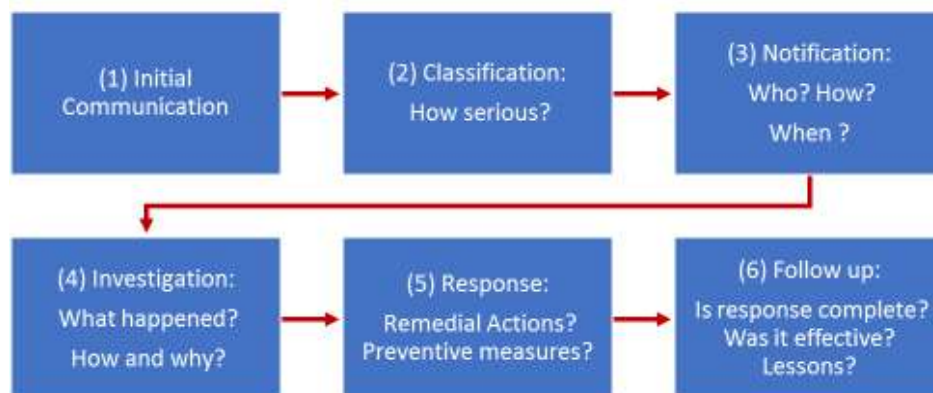 (1) Initial
Communication
(2) Classification:
How serious?
(3) Notification:
Who? How?
When ?
(4) Investigation:
What happened?
How and why?
(5) Response:
Remedial Actions?
Preventive measures?
(6) Follow up:
Is response complete?
Was it effective?
Lessons?